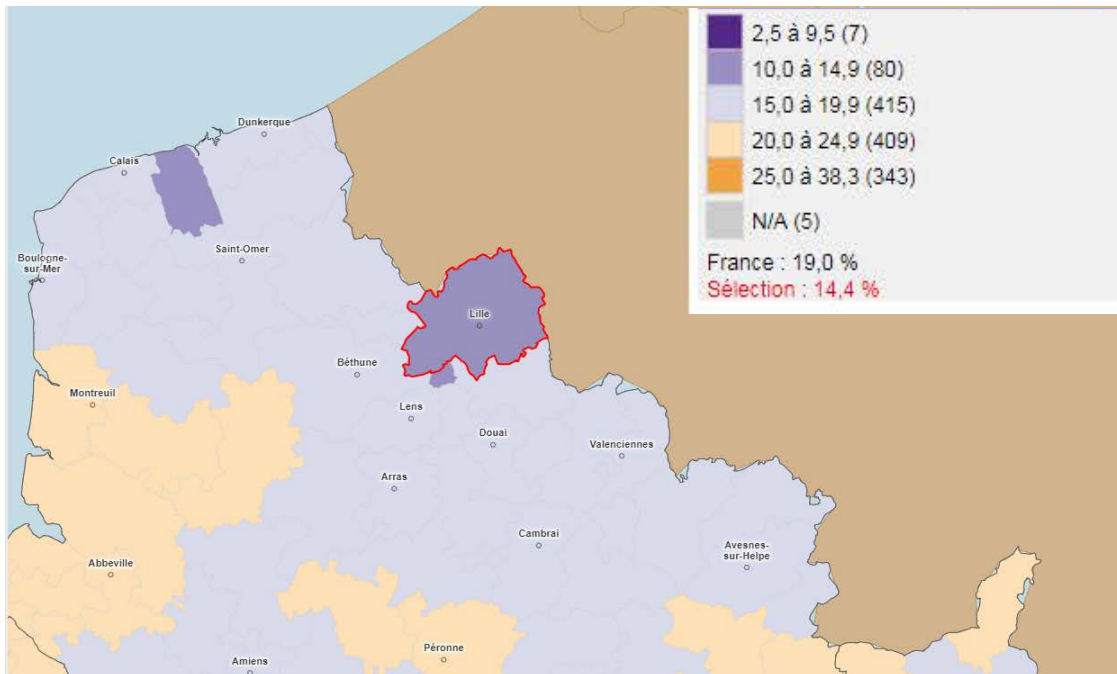 2,5 à 9,5 (7)
10,0 à 14,9 (80)
15,0 à 19,9 (415)
20,0 à 24,9 (409)
25,0 à 38,3 (343)
N/A (5)
France : 19,0 %
Sélection : 14,4 %
Dunkerque
Calais
Saint-Omer
Boulogne-
sur-Mer
Lille
Béthune
Montreuil
Lens
Douai
Valenciennes
Arras
Cambrai
Avesnes-
sur-Helpe
Abbeville
Péronne
Amiens